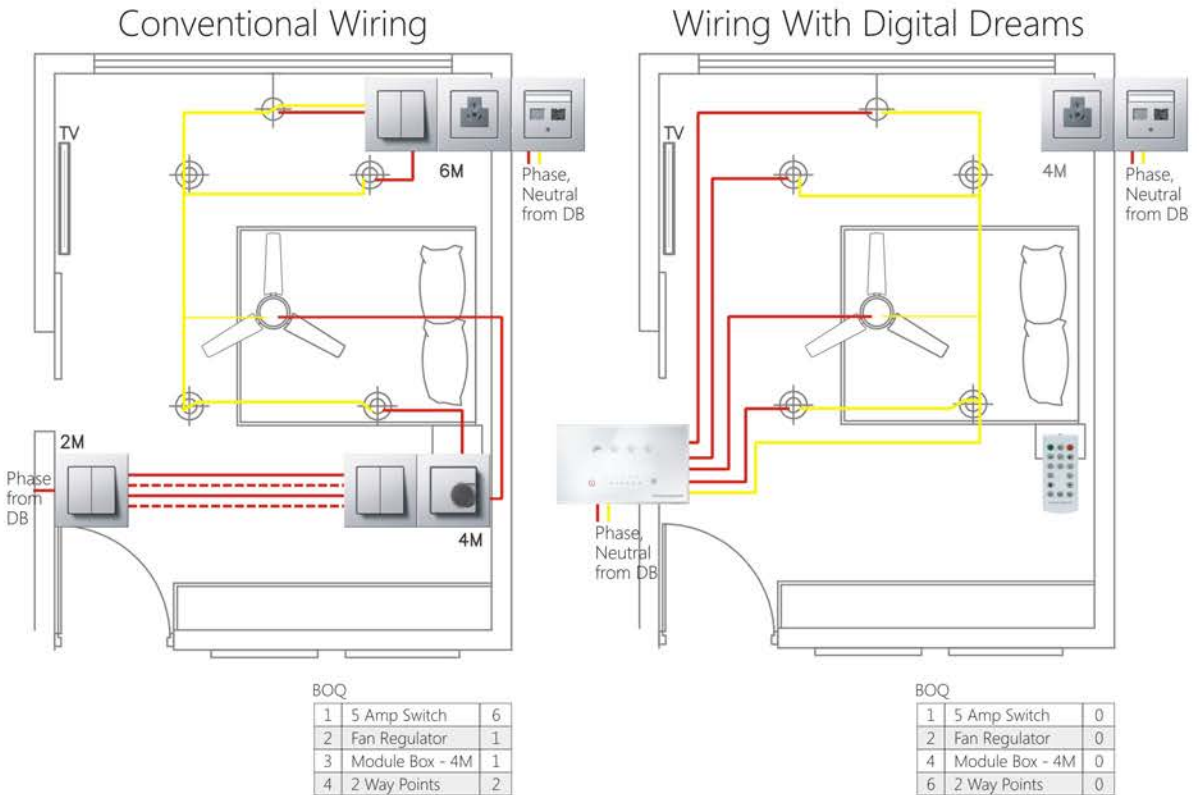 Conventional Wiring
TV
6M
Phase,
Neutral
from DB
2M
Phase
from
DB
4M
BOQ
1 5 Amp Switch 6
2 Fan Regulator 1
3 Module Box - 4M 1
4 2 Way Points 2
Wiring With Digital Dreams
TV
4M
Phase,
Neutral
from DB
Phase,
Neutral
from DB
BOQ
1 5 Amp Switch 0
2 Fan Regulator 0
4 Module Box - 4M 0
6 2 Way Points 0